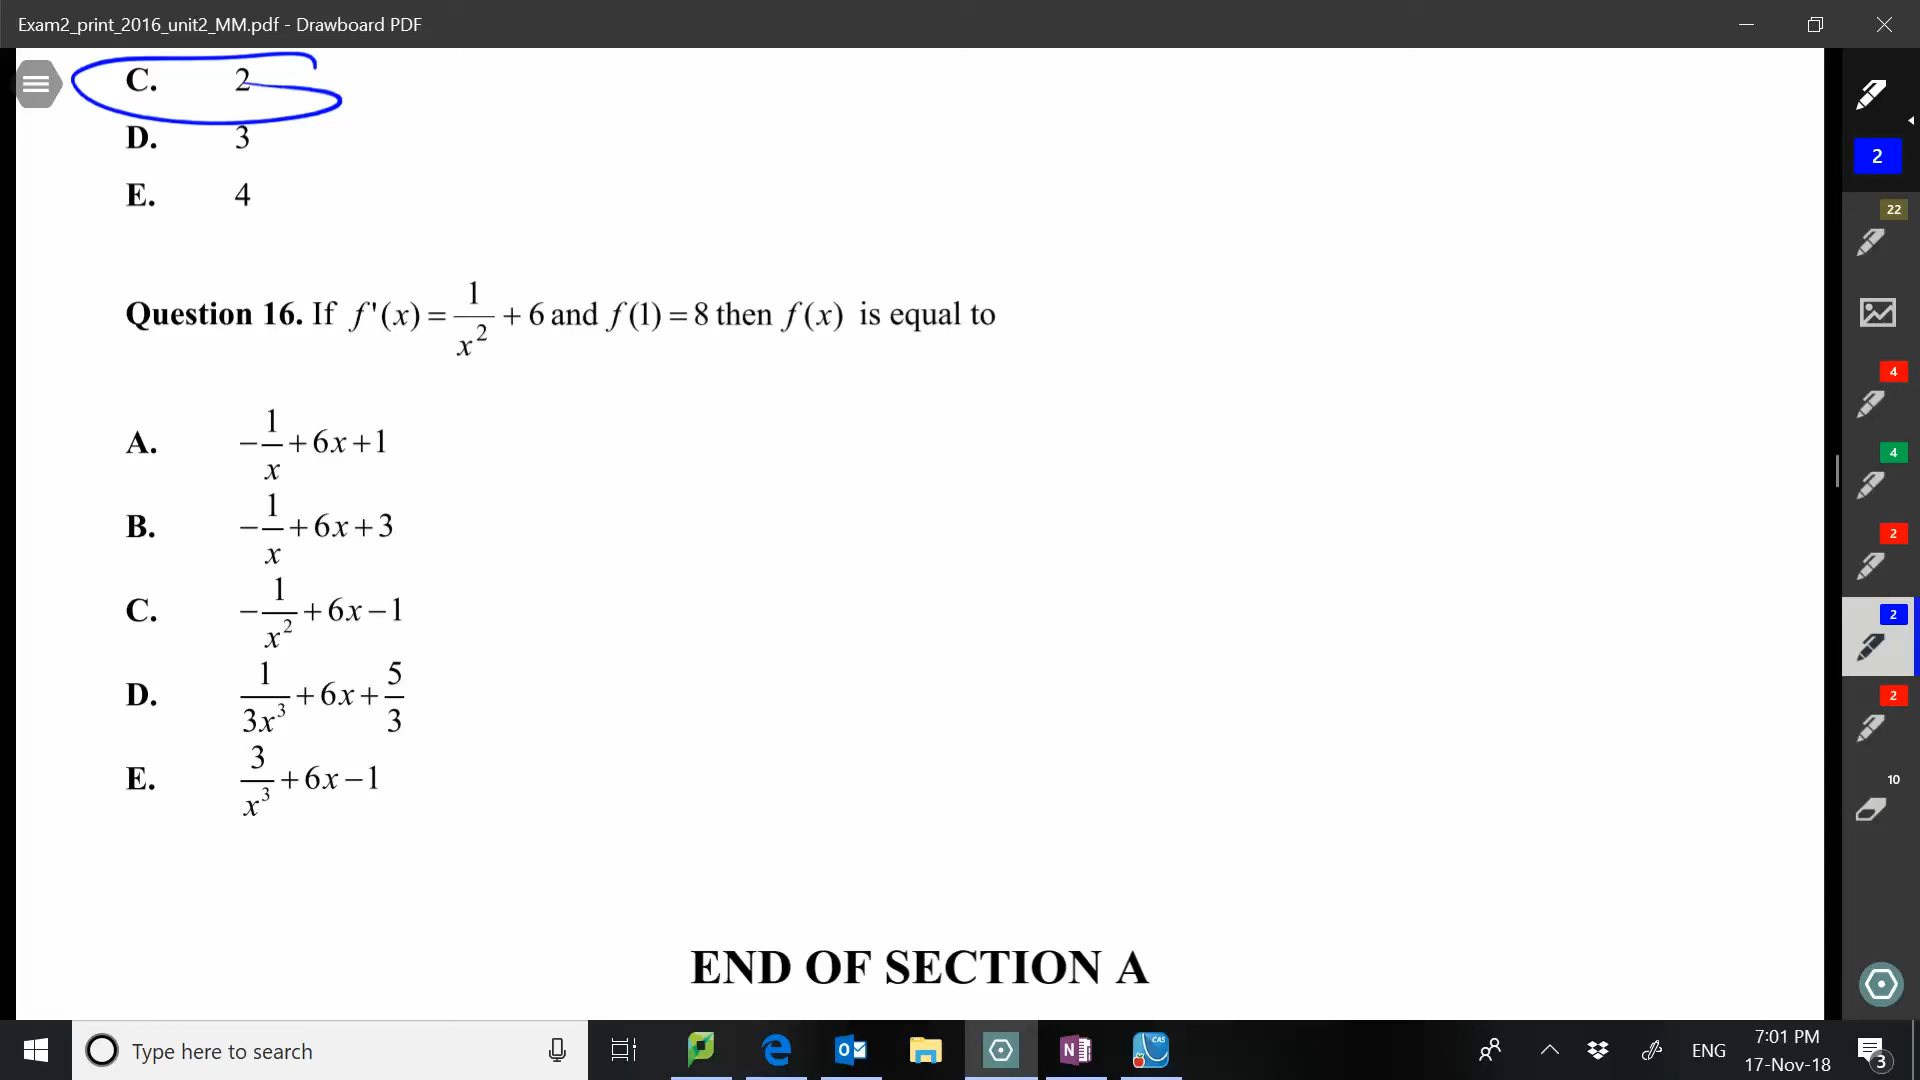 Exam2_print_2016_unit2_MM.pdf - Drawboard PDF
C. 2
D. 3
E. 4
Question 16. If f'(x) = 1/x² + 6 and f(1) = 8 then f(x) is equal to
A. -1/x + 6x + 1
B. -1/x + 6x + 3
C. -1/x² + 6x - 1
D. 1/3x³ + 6x + 5/3
E. 3/x³ + 6x - 1
END OF SECTION A
2
22
4
4
2
2
2
10
Type here to search
CAS
ENG
7:01 PM
17-Nov-18
3